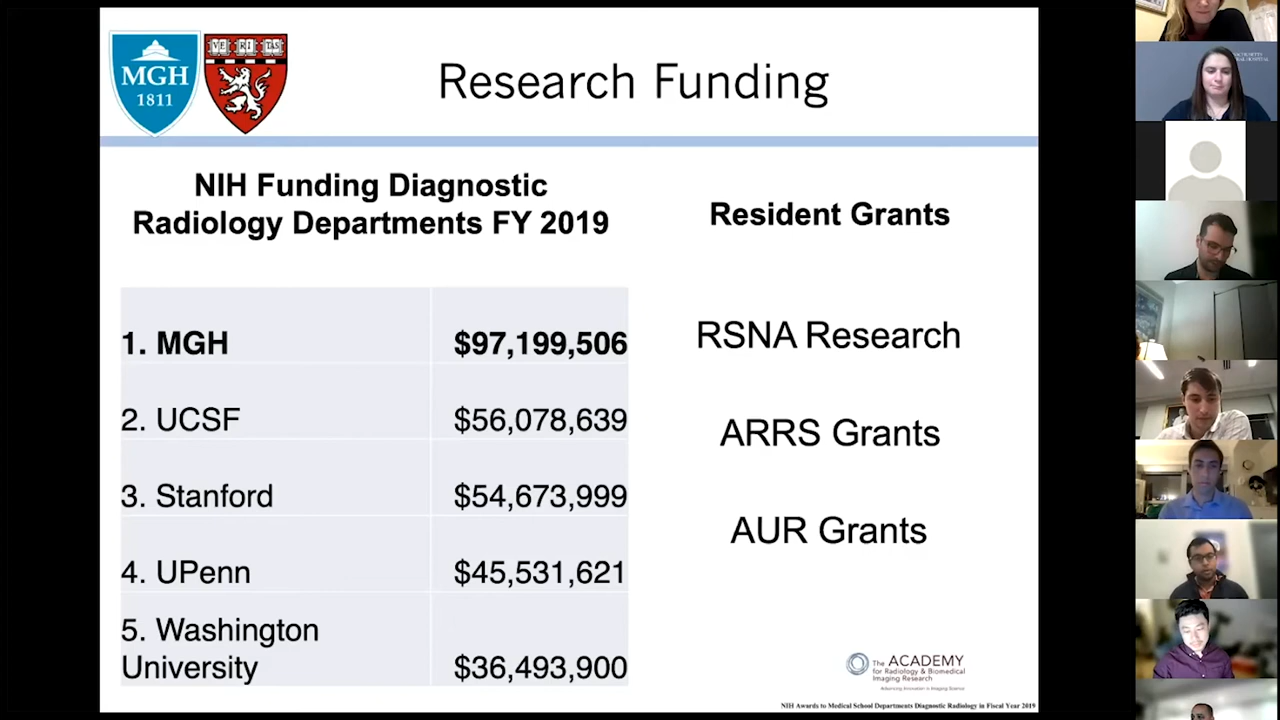 MGH
1811
VE RI TAS
Research Funding
NIH Funding Diagnostic
Radiology Departments FY 2019
1. MGH $97,199,506
2. UCSF $56,078,639
3. Stanford $54,673,999
4. UPenn $45,531,621
5. Washington
University $36,493,900
Resident Grants
RSNA Research
ARRS Grants
AUR Grants
The ACADEMY
for Radiology & Biomedical
Imaging Research
Advancing Innovation in Imaging Science
NIH Awards to Medical School Departments Diagnostic Radiology in Fiscal Year 2019